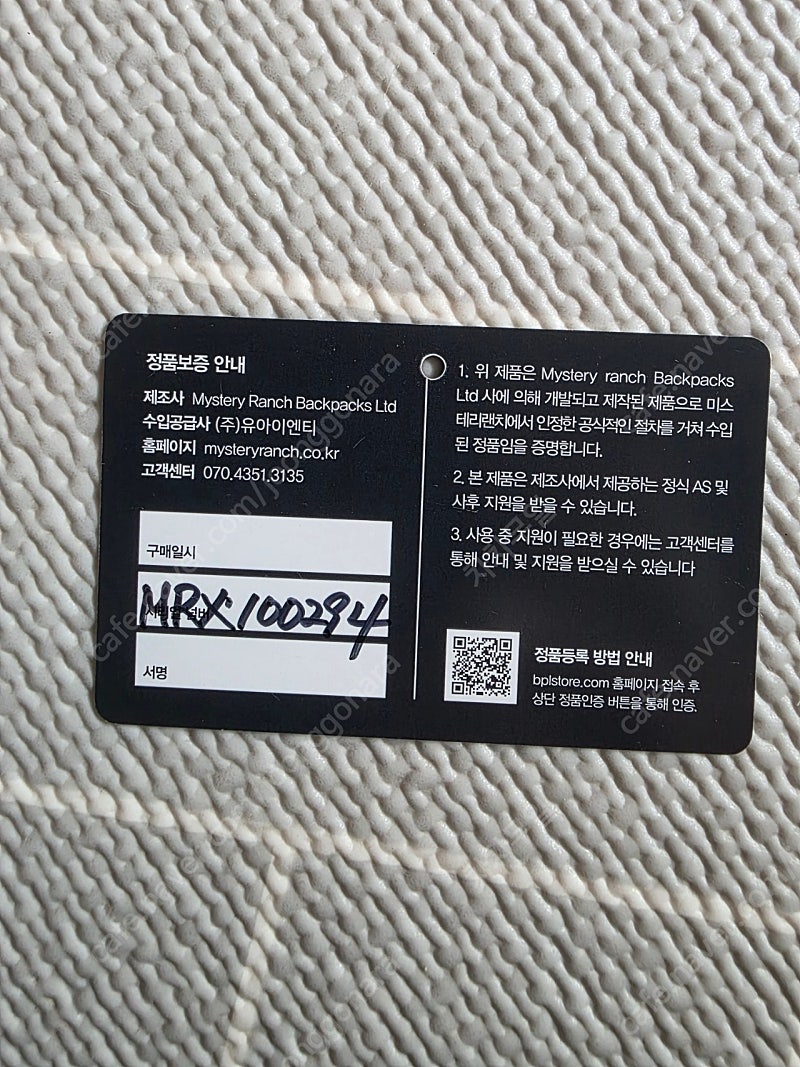 정품보증 안내
제조사 Mystery Ranch Backpacks Ltd
수입공급사 (주)유아이엔티
홈페이지 mysteryranch.co.kr
고객센터 070.4351.3135
구매일시
시리얼 넘버
MRX100294
서명
1. 위 제품은 Mystery ranch Backpacks
Ltd 사에 의해 개발되고 제작된 제품으로 미스
테리랜치에서 인정한 공식적인 절차를 거쳐 수입
된 정품임을 증명합니다.
2. 본 제품은 제조사에서 제공하는 정식 AS 및
사후 지원을 받을 수 있습니다.
3. 사용 중 지원이 필요한 경우에는 고객센터를
통해 안내 및 지원을 받으실 수 있습니다
정품등록 방법 안내
bplstore.com 홈페이지 접속 후
상단 정품인증 버튼을 통해 인증.
cafe.naver.com/joonggonara